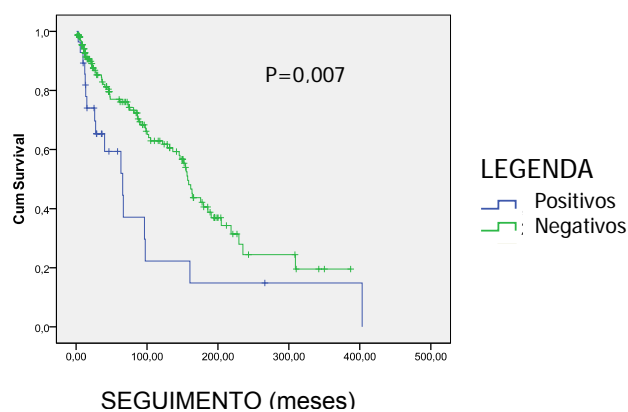 1,0
0,8
0,6
0,4
0,2
0,0
Cum Survival
P=0,007
0,00 100,00 200,00 300,00 400,00 500,00
SEGUIMENTO (meses)
LEGENDA
Positivos
Negativos